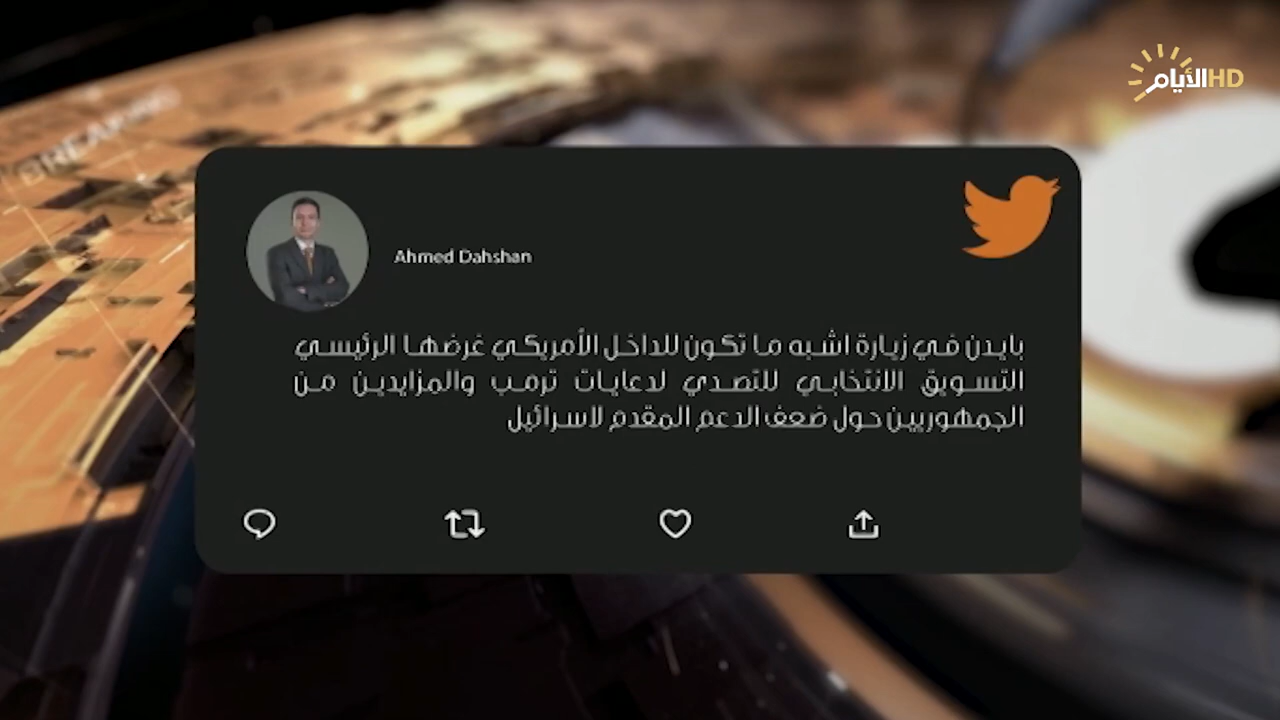 الأيام HD
BREAKING
Ahmed Dahshan
بايدن في زيارة اشبه ما تكون للداخل الأمريكي غرضها الرئيسي
التسويق الانتخابي للتصدي لدعايات ترمب والمزايدين من
الجمهوريين حول ضعف الدعم المقدم لاسرائيل